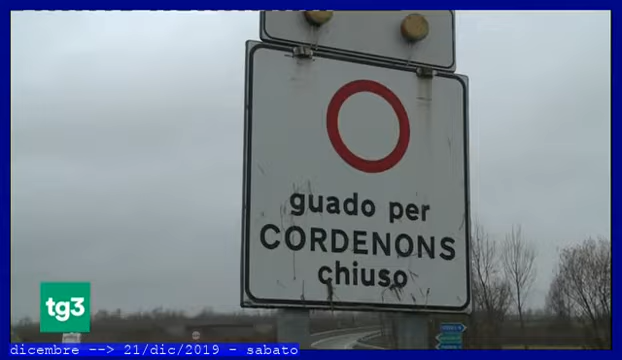 guado per
CORDENONS
chiuso
tg3
dicembre --> 21/dic/2019 - sabato